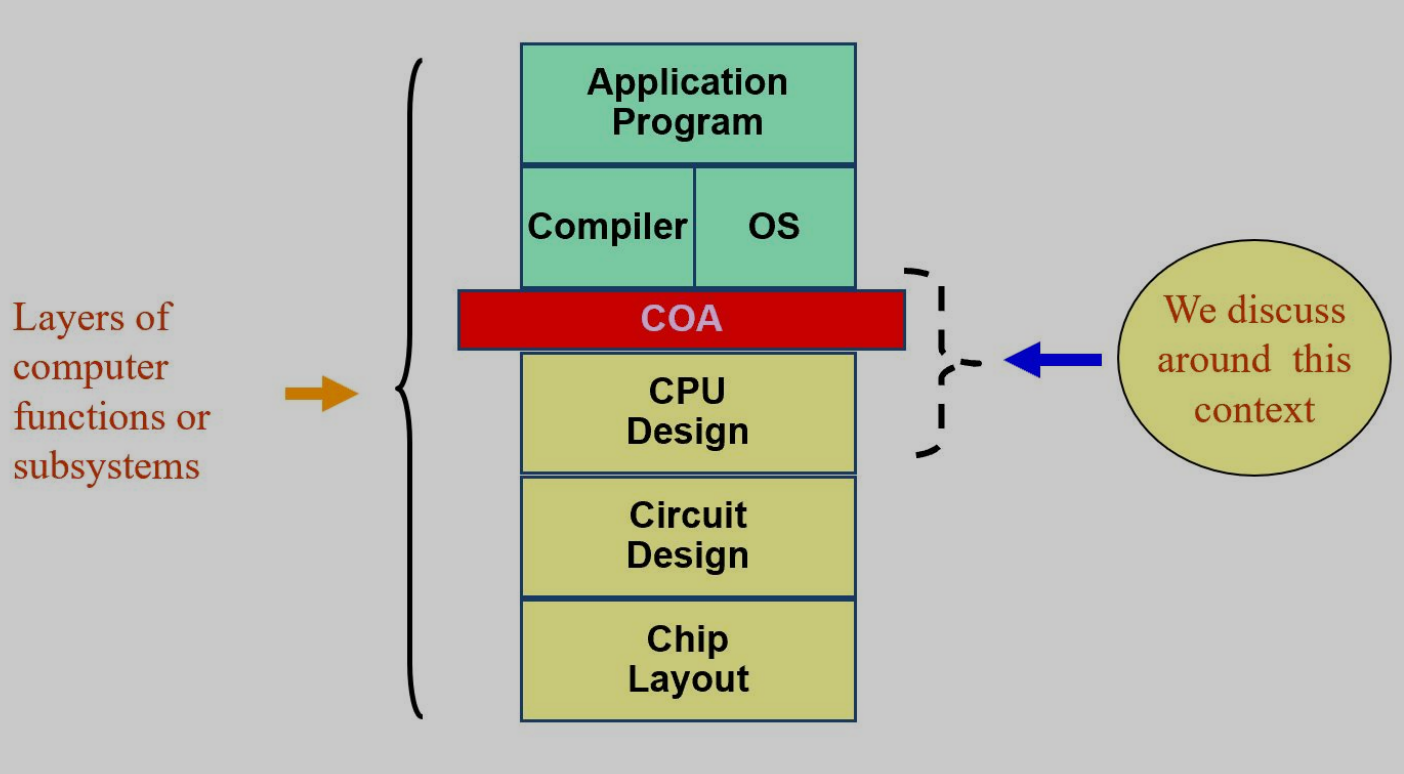 Application
Program
Compiler
OS
COA
CPU
Design
Circuit
Design
Chip
Layout
Layers of
computer
functions or
subsystems
We discuss
around this
context